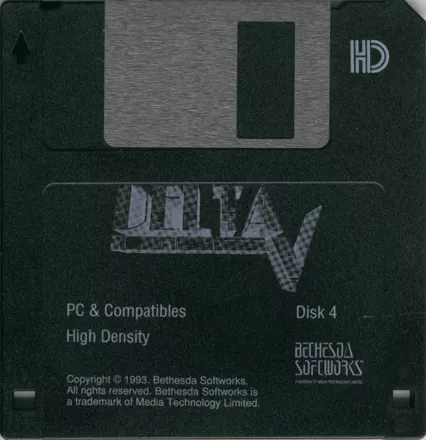 HD
DELTA V
PC & Compatibles
Disk 4
High Density
BETHESDA
SOFTWORKS
Copyright © 1993. Bethesda Softworks.
All rights reserved. Bethesda Softworks is
a trademark of Media Technology Limited.